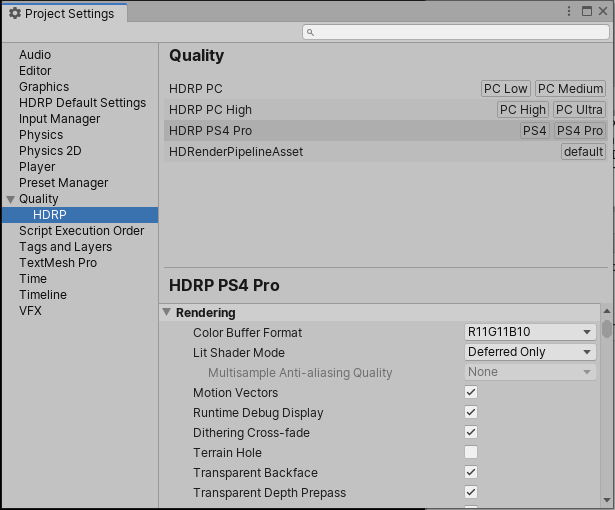 Project Settings
Audio
Editor
Graphics
HDRP Default Settings
Input Manager
Physics
Physics 2D
Player
Preset Manager
Quality
HDRP
Script Execution Order
Tags and Layers
TextMesh Pro
Time
Timeline
VFX
Quality
HDRP PC PC Low PC Medium
HDRP PC High PC High PC Ultra
HDRP PS4 Pro PS4 PS4 Pro
HDRenderPipelineAsset default
HDRP PS4 Pro
Rendering
Color Buffer Format R11G11B10
Lit Shader Mode Deferred Only
Multisample Anti-aliasing Quality None
Motion Vectors
Runtime Debug Display
Dithering Cross-fade
Terrain Hole
Transparent Backface
Transparent Depth Prepass